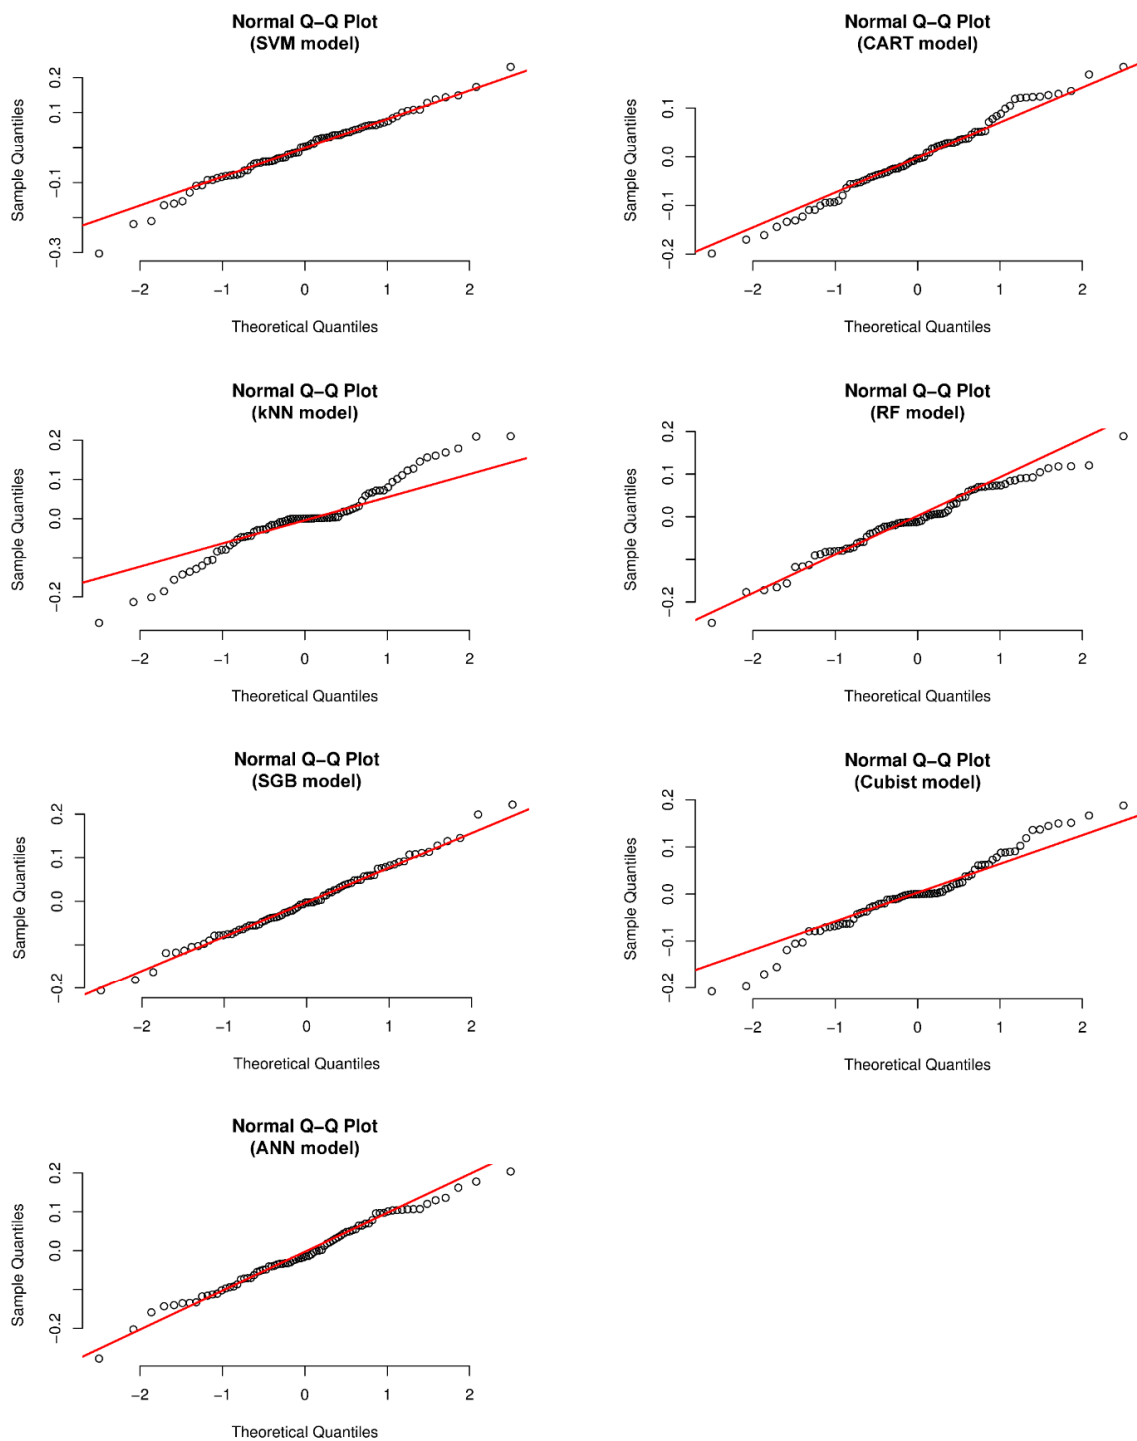 Normal Q–Q Plot
(SVM model)
Sample Quantiles
0.2
0.1
−0.1
−0.3
−2 −1 0 1 2
Theoretical Quantiles
Normal Q–Q Plot
(CART model)
Sample Quantiles
0.1
0.0
−0.1
−0.2
−2 −1 0 1 2
Theoretical Quantiles
Normal Q–Q Plot
(kNN model)
Sample Quantiles
0.2
0.1
0.0
−0.2
−2 −1 0 1 2
Theoretical Quantiles
Normal Q–Q Plot
(RF model)
Sample Quantiles
0.2
0.1
0.0
−0.2
−2 −1 0 1 2
Theoretical Quantiles
Normal Q–Q Plot
(SGB model)
Sample Quantiles
0.2
0.1
0.0
−0.2
−2 −1 0 1 2
Theoretical Quantiles
Normal Q–Q Plot
(Cubist model)
Sample Quantiles
0.2
0.1
0.0
−0.1
−0.2
−2 −1 0 1 2
Theoretical Quantiles
Normal Q–Q Plot
(ANN model)
Sample Quantiles
0.2
0.1
0.0
−0.2
−2 −1 0 1 2
Theoretical Quantiles